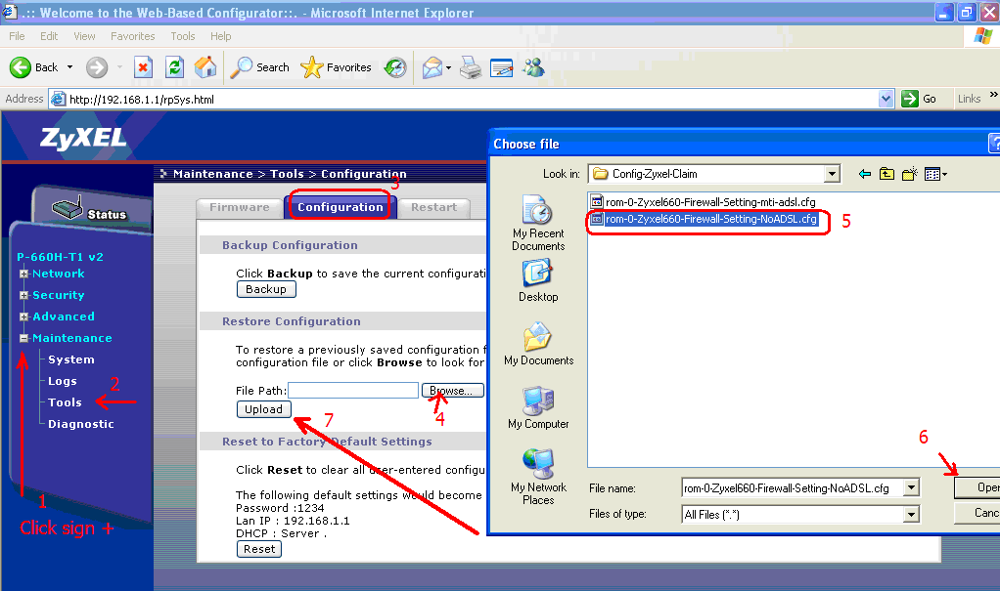 .:: Welcome to the Web-Based Configurator::. - Microsoft Internet Explorer
File Edit View Favorites Tools Help
Back Search Favorites
Address http://192.168.1.1/rpSys.html Go Links »
ZyXEL
Choose file ?
Look in: Config-Zyxel-Claim
Maintenance > Tools > Configuration
3
Status
Firmware Configuration Restart
rom-0-Zyxel660-Firewall-Setting-mti-adsl.cfg
rom-0-Zyxel660-Firewall-Setting-NoADSL.cfg 5
My Recent
Documents
Desktop
My Documents
My Computer
My Network
Places
P-660H-T1 v2
Network
Security
Advanced
Maintenance
System
Logs
Tools 2
Diagnostic
1
Click sign +
Backup Configuration
Click Backup to save the current configurati
Backup
Restore Configuration
To restore a previously saved configuration f
configuration file or click Browse to look for
File Path: Browse...
Upload 7 4
Reset to Factory Default Settings
Click Reset to clear all user-entered configu
The following default settings would become
Password :1234
Lan IP : 192.168.1.1
DHCP : Server .
Reset
6
File name: rom-0-Zyxel660-Firewall-Setting-NoADSL.cfg Open
Files of type: All Files (*.*) Canc